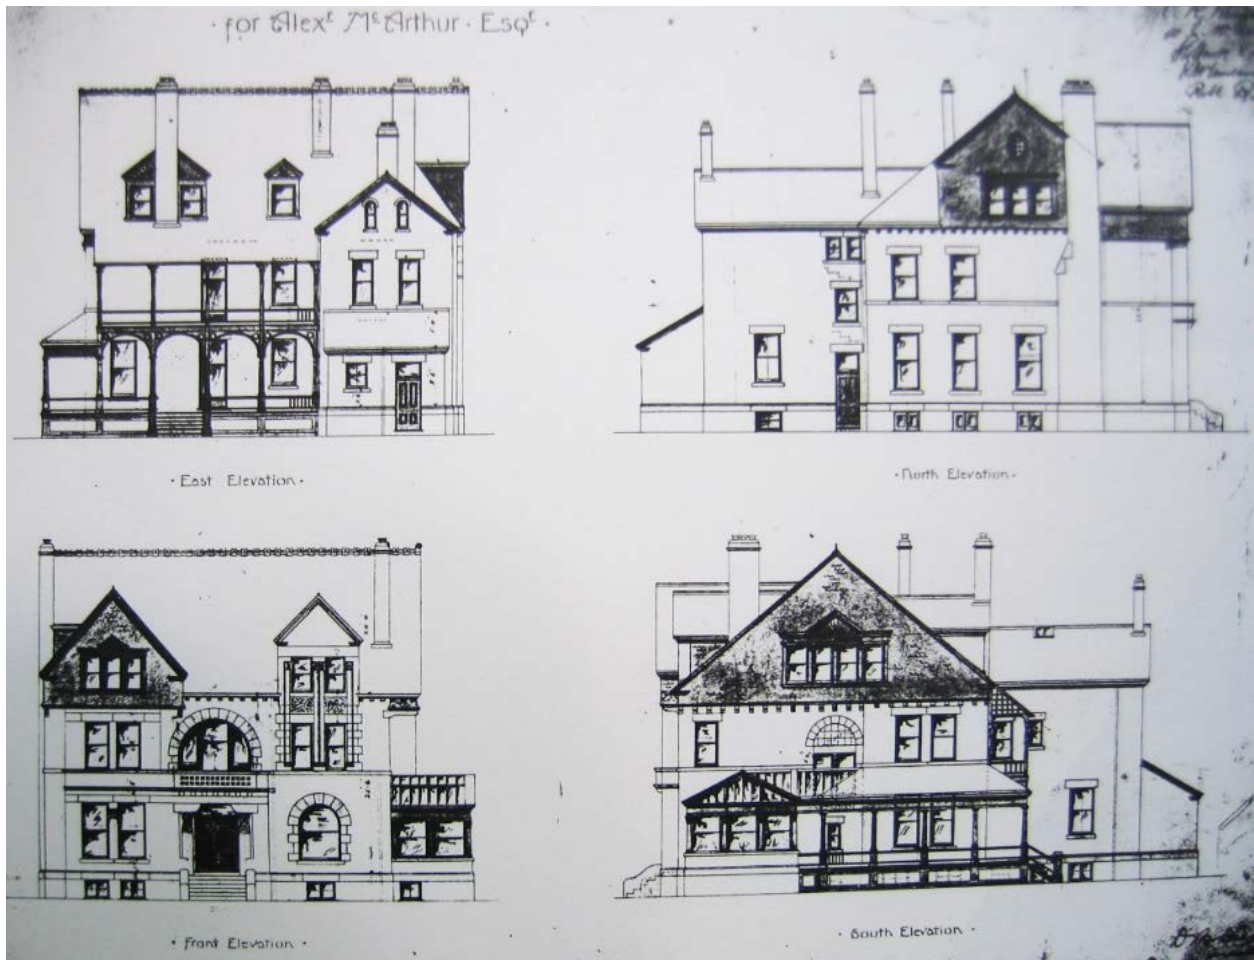 · for Alexr McArthur · Esqr ·
· East Elevation ·
· North Elevation ·
· Front Elevation ·
· South Elevation ·